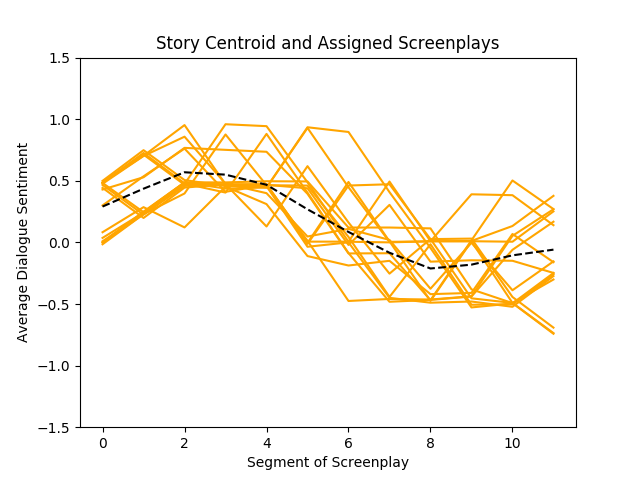 Story Centroid and Assigned Screenplays
1.5
1.0
0.5
0.0
−0.5
−1.0
−1.5
Average Dialogue Sentiment
0 2 4 6 8 10
Segment of Screenplay